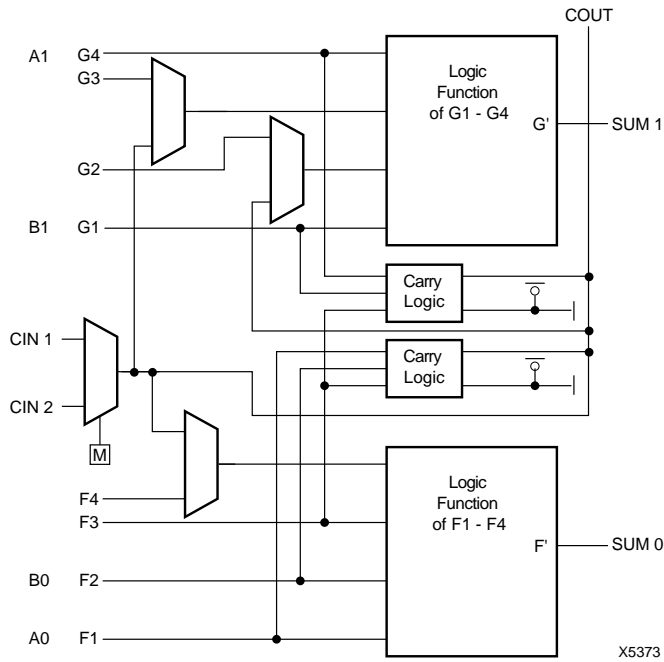 COUT
A1 G4
G3
Logic
Function
of G1 - G4
G'
SUM 1
G2
B1 G1
Carry
Logic
CIN 1
Carry
Logic
CIN 2
M
F4
F3
Logic
Function
of F1 - F4
F'
SUM 0
B0 F2
A0 F1
X5373